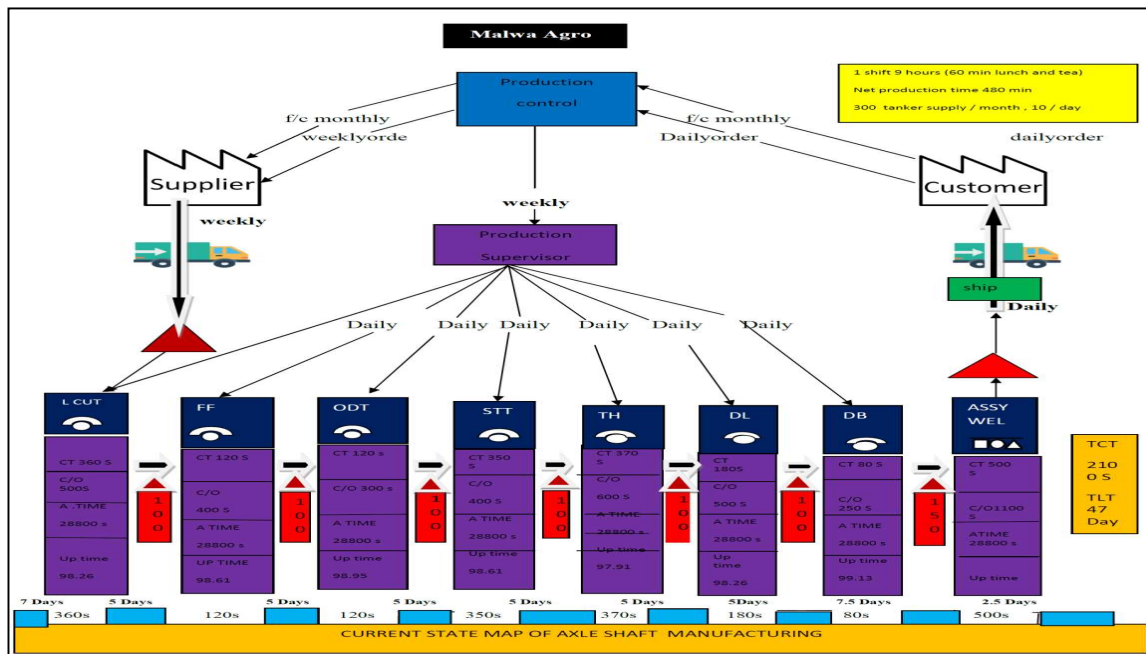 Malwa Agro
Production
control
1 shift 9 hours (60 min lunch and tea)
Net production time 480 min
300 tanker supply / month , 10 / day
f/c monthly
weeklyorde
f/c monthly
Dailyorder
dailyorder
Supplier
Customer
weekly
weekly
Production
Supervisor
ship
Daily
Daily
Daily
Daily
Daily
Daily
Daily
L CUT
CT 360 S
C/O
500S
A .TIME
28800 s
Up time
98.26
100
FF
CT 120 S
C/O
400 S
A TIME
28800 s
UP TIME
98.61
100
ODT
CT 120 s
C/O 300 s
A TIME
28800 s
Up time
98.95
100
STT
CT 350
S
C/O
400 S
A TIME
28800 s
Up time
98.61
100
TH
CT 370
S
C/O
600 S
A TIME
28800 s
Up time
97.91
100
DL
CT
180S
C/O
500 S
A TIME
28800 s
Up
time
98.26
100
DB
CT 80 S
C/O
250 S
A TIME
28800 s
Up
time
99.13
150
ASSY
WEL
CT 500
S
C/O1100
S
ATIME
28800 s
Up time
TCT
210
0 S
TLT
47
Day
7 Days
5 Days
5 Days
5 Days
5 Days
5 Days
5Days
7.5 Days
2.5 Days
360s
120s
120s
350s
370s
180s
80s
500s
CURRENT STATE MAP OF AXLE SHAFT MANUFACTURING